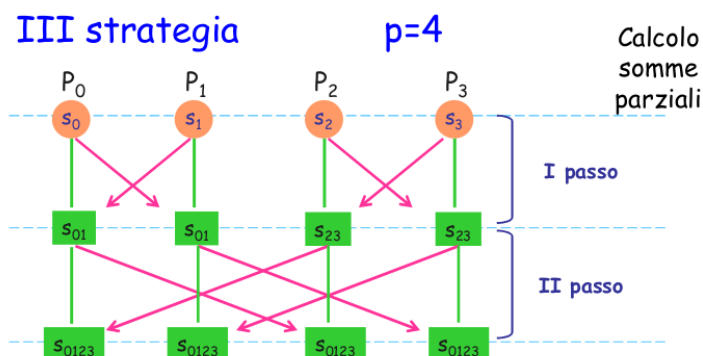 III strategia p=4
Calcolo
somme
parziali
P0 P1 P2 P3
s0 s1 s2 s3
I passo
s01 s01 s23 s23
II passo
s0123 s0123 s0123 s0123